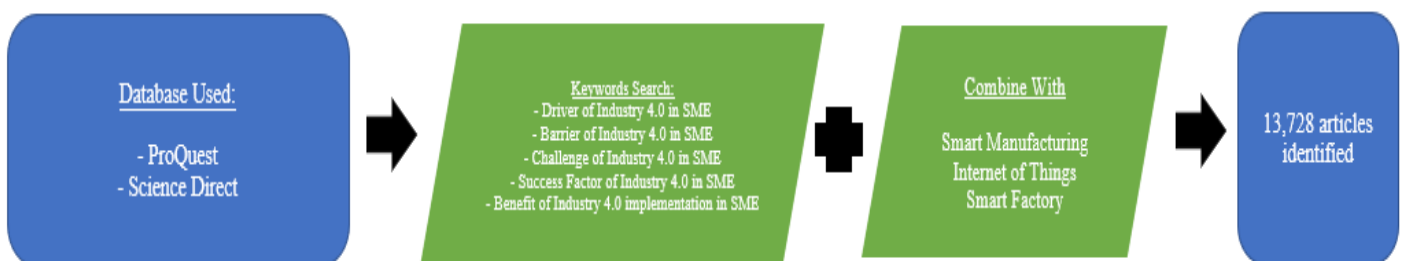 Database Used:
- ProQuest
- Science Direct
Keywords Search:
- Driver of Industry 4.0 in SME
- Barrier of Industry 4.0 in SME
- Challenge of Industry 4.0 in SME
- Success Factor of Industry 4.0 in SME
- Benefit of Industry 4.0 implementation in SME
Combine With
Smart Manufacturing
Internet of Things
Smart Factory
13,728 articles
identified